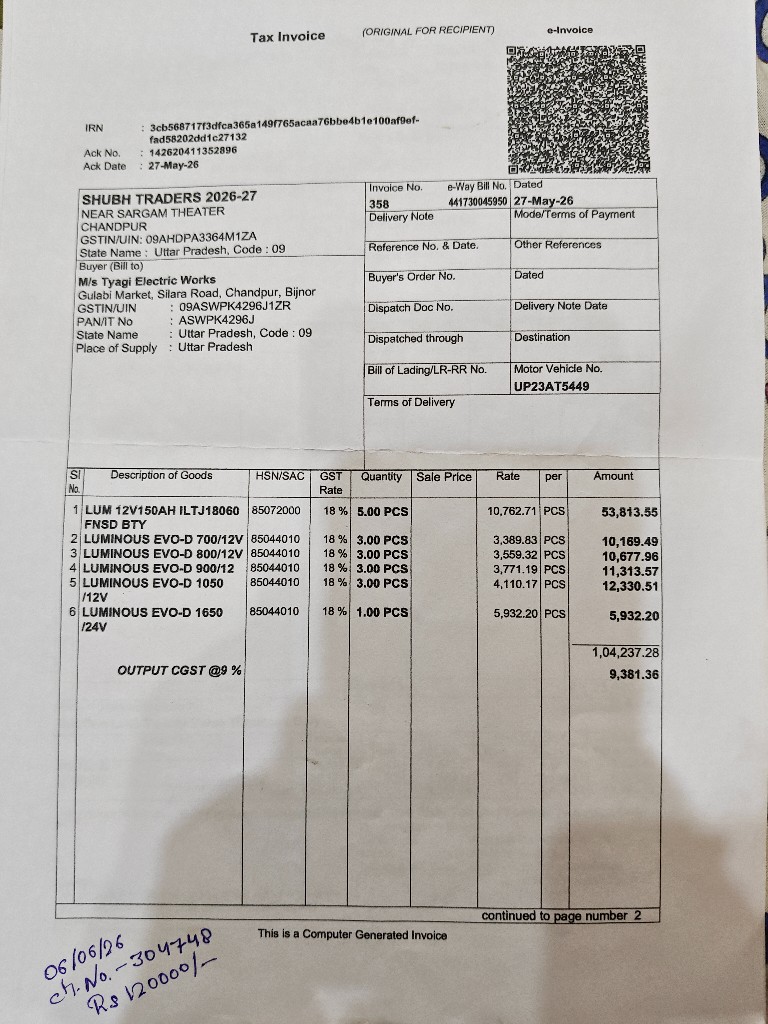 Tax Invoice (ORIGINAL FOR RECIPIENT) e-Invoice
IRN : 3cb568717f3dfca365a149f765acaa76bbe4b1e100af9ef-
fad58202dd1c27132
Ack No. : 142620411352896
Ack Date : 27-May-26
SHUBH TRADERS 2026-27
NEAR SARGAM THEATER
CHANDPUR
GSTIN/UIN: 09AHDPA3364M1ZA
State Name : Uttar Pradesh, Code : 09
Buyer (Bill to)
M/s Tyagi Electric Works
Gulabi Market, Silara Road, Chandpur, Bijnor
GSTIN/UIN : 09ASWPK4296J1ZR
PAN/IT No : ASWPK4296J
State Name : Uttar Pradesh, Code : 09
Place of Supply : Uttar Pradesh
Invoice No. e-Way Bill No. Dated
358 441730045950 27-May-26
Delivery Note Mode/Terms of Payment
Reference No. & Date. Other References
Buyer's Order No. Dated
Dispatch Doc No. Delivery Note Date
Dispatched through Destination
Bill of Lading/LR-RR No. Motor Vehicle No.
UP23AT5449
Terms of Delivery
Sl No. Description of Goods HSN/SAC GST Rate Quantity Sale Price Rate per Amount
1 LUM 12V150AH ILTJ18060 85072000 18 % 5.00 PCS 10,762.71 PCS 53,813.55
FNSD BTY
2 LUMINOUS EVO-D 700/12V 85044010 18 % 3.00 PCS 3,389.83 PCS 10,169.49
3 LUMINOUS EVO-D 800/12V 85044010 18 % 3.00 PCS 3,559.32 PCS 10,677.96
4 LUMINOUS EVO-D 900/12 85044010 18 % 3.00 PCS 3,771.19 PCS 11,313.57
5 LUMINOUS EVO-D 1050 85044010 18 % 3.00 PCS 4,110.17 PCS 12,330.51
/12V
6 LUMINOUS EVO-D 1650 85044010 18 % 1.00 PCS 5,932.20 PCS 5,932.20
/24V
1,04,237.28
OUTPUT CGST @9 % 9,381.36
continued to page number 2
This is a Computer Generated Invoice
06/06/26
ch. No. - 304748
Rs 120000/-